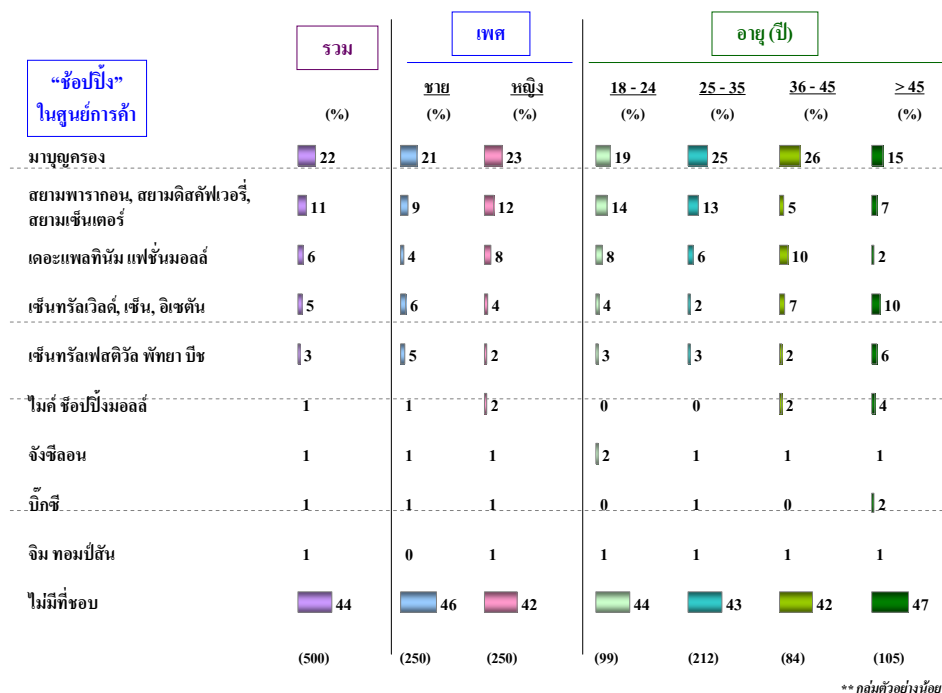 รวม
เพศ
อายุ (ปี)
“ช้อปปิ้ง”
ในศูนย์การค้า
ชาย หญิง 18 - 24 25 - 35 36 - 45 > 45
(%) (%) (%) (%) (%) (%) (%)
มาบุญครอง 22 21 23 19 25 26 15
สยามพารากอน, สยามดิสคัฟเวอรี่,
สยามเซ็นเตอร์ 11 9 12 14 13 5 7
เดอะแพลทินัม แฟชั่นมอลล์ 6 4 8 8 6 10 2
เซ็นทรัลเวิลด์, เซ็น, อิเซตัน 5 6 4 4 2 7 10
เซ็นทรัลเฟสติวัล พัทยา บีช 3 5 2 3 3 2 6
ไมค์ ช็อปปิ้งมอลล์ 1 1 2 0 0 2 4
จังซีลอน 1 1 1 2 1 1 1
บิ๊กซี 1 1 1 0 1 0 2
จิม ทอมป์สัน 1 0 1 1 1 1 1
ไม่มีที่ชอบ 44 46 42 44 43 42 47
(500) (250) (250) (99) (212) (84) (105)
** กลุ่มตัวอย่างน้อย